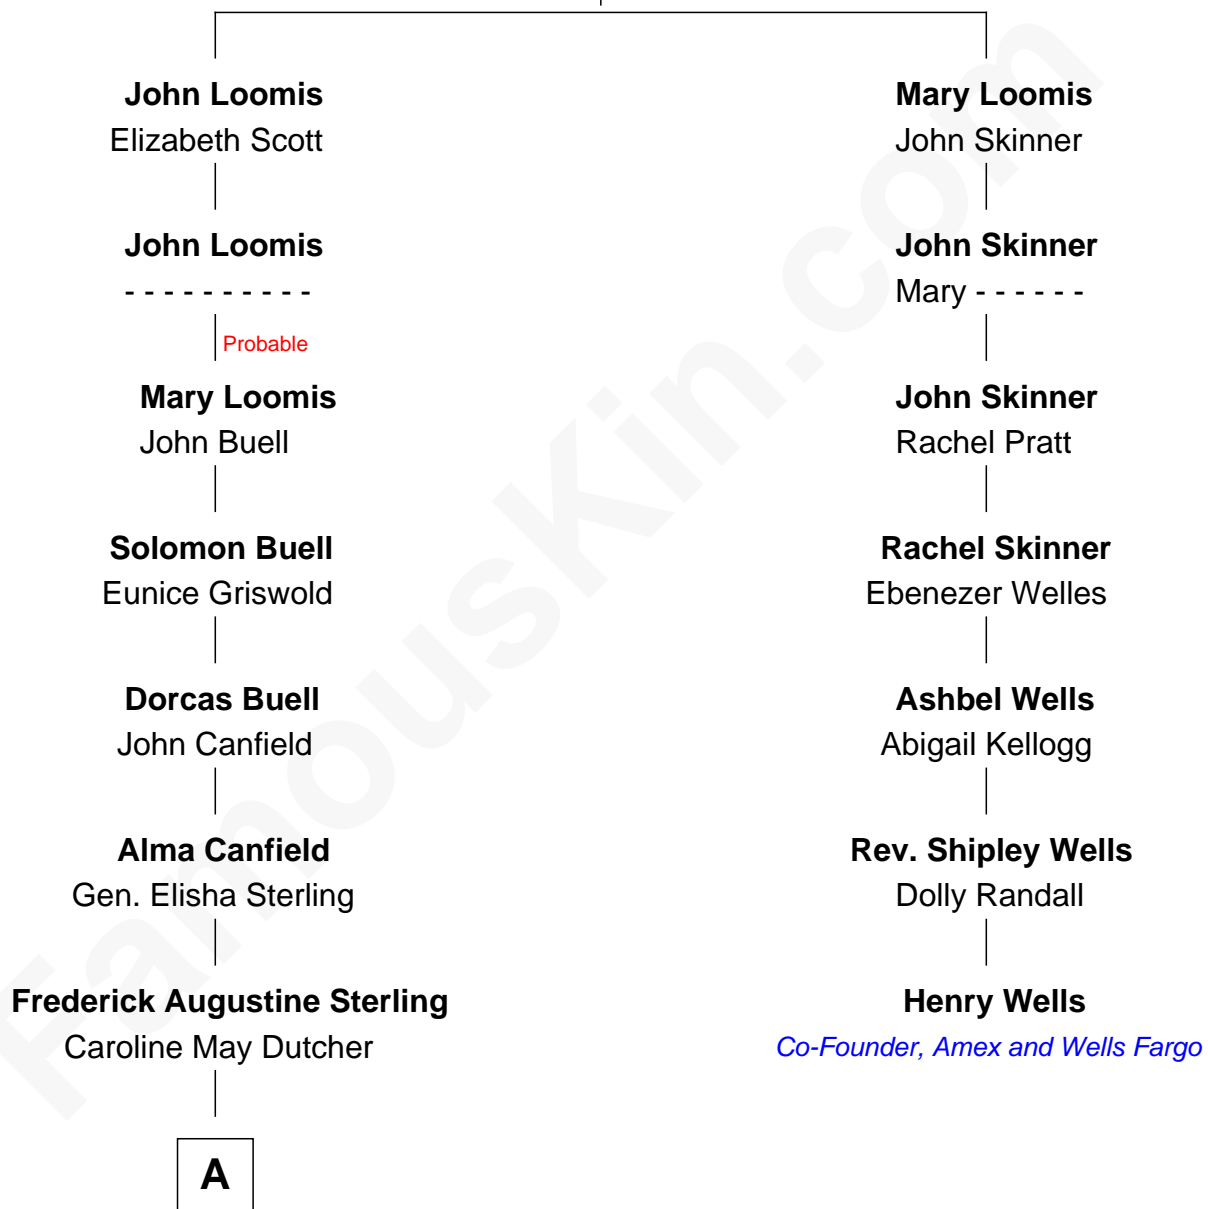 John Loomis
Elizabeth Scott
John Loomis
- - - - - - - - - -
Probable
Mary Loomis
John Buell
Solomon Buell
Eunice Griswold
Dorcas Buell
John Canfield
Alma Canfield
Gen. Elisha Sterling
Frederick Augustine Sterling
Caroline May Dutcher
A
Mary Loomis
John Skinner
John Skinner
Mary - - - - - -
John Skinner
Rachel Pratt
Rachel Skinner
Ebenezer Welles
Ashbel Wells
Abigail Kellogg
Rev. Shipley Wells
Dolly Randall
Henry Wells
Co-Founder, Amex and Wells Fargo
FamousKin.com